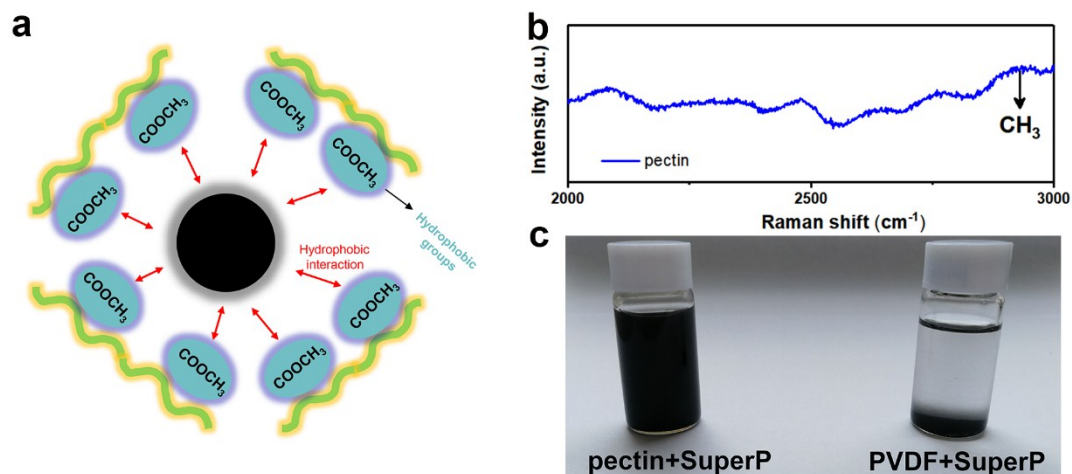 a
COOCH3
COOCH3
COOCH3
COOCH3
COOCH3
COOCH3
COOCH3
COOCH3
Hydrophobic
interaction
Hydrophobic
groups
b
Intensity (a.u.)
CH3
pectin
2000
2500
3000
Raman shift (cm-1)
c
pectin+SuperP
PVDF+SuperP